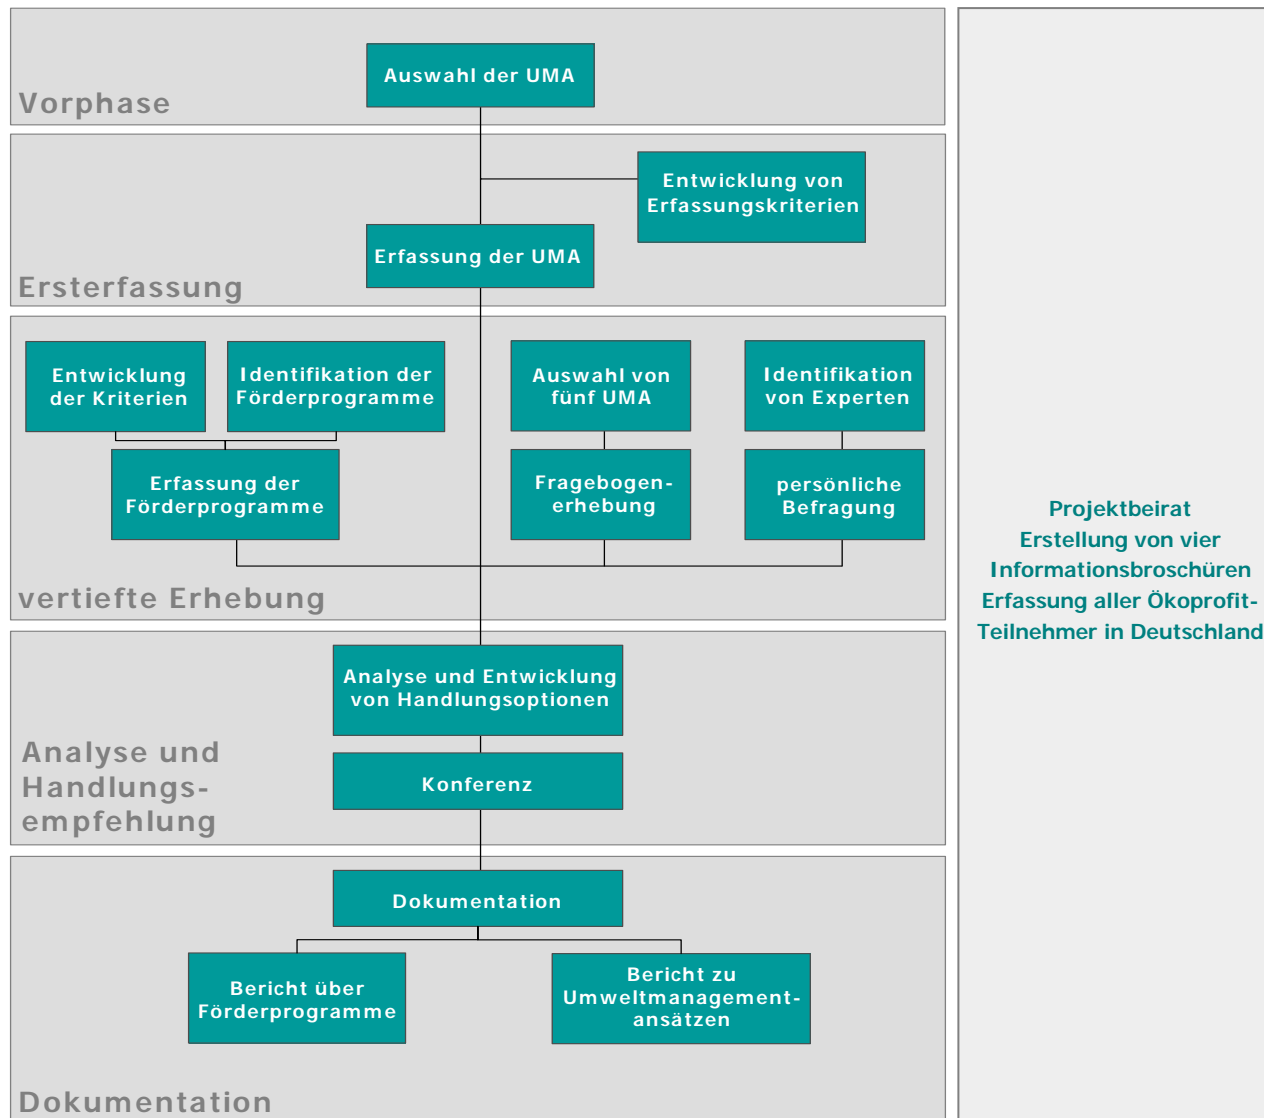 Auswahl der UMA
Vorphase
Entwicklung von
Erfassungskriterien
Erfassung der UMA
Ersterfassung
Entwicklung
der Kriterien
Identifikation der
Förderprogramme
Auswahl von
fünf UMA
Identifikation
von Experten
Erfassung der
Förderprogramme
Fragebogen-
erhebung
persönliche
Befragung
vertiefte Erhebung
Analyse und Entwicklung
von Handlungsoptionen
Konferenz
Analyse und
Handlungs-
empfehlung
Dokumentation
Bericht über
Förderprogramme
Bericht zu
Umweltmanagement-
ansätzen
Dokumentation
Projektbeirat
Erstellung von vier
Informationsbroschüren
Erfassung aller Ökoprofit-
Teilnehmer in Deutschland